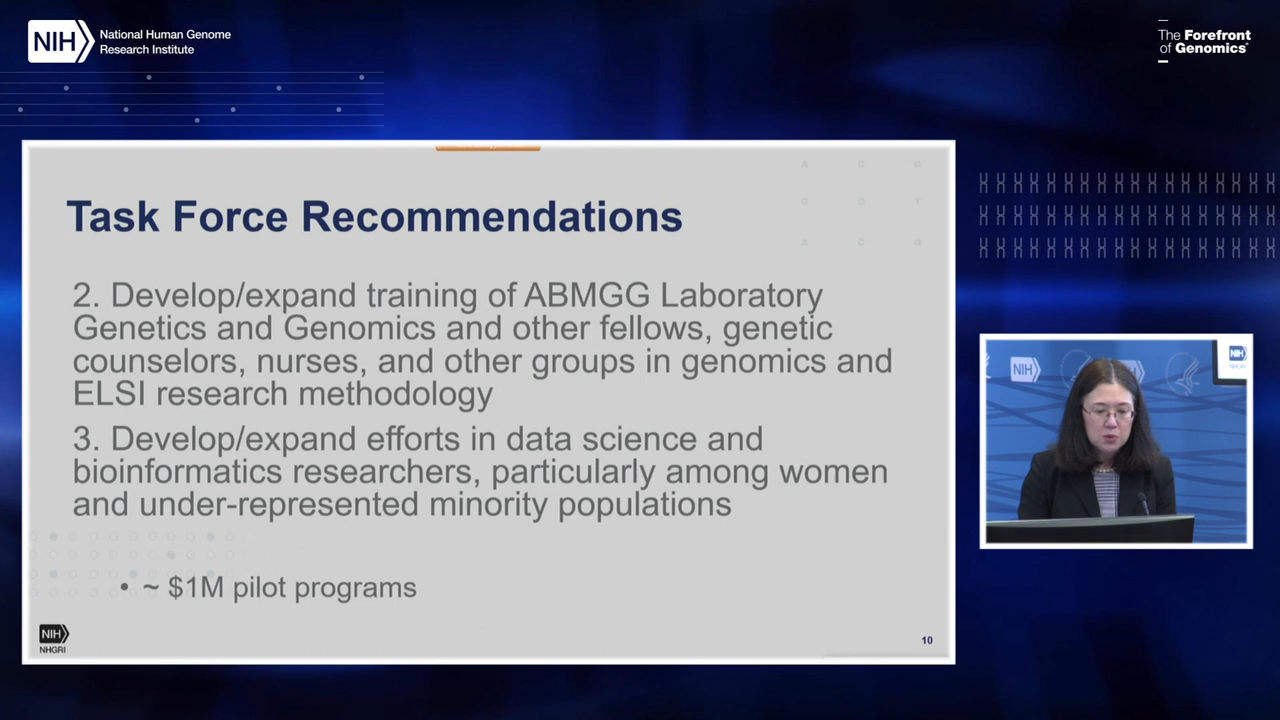 NIH
National Human Genome
Research Institute
The Forefront
of Genomics®
A C G
C G T
A C G
Task Force Recommendations
2. Develop/expand training of ABMGG Laboratory
Genetics and Genomics and other fellows, genetic
counselors, nurses, and other groups in genomics and
ELSI research methodology
3. Develop/expand efforts in data science and
bioinformatics researchers, particularly among women
and under-represented minority populations
• ~ $1M pilot programs
NIH
NHGRI
10
NIH
NIH
NHGRI